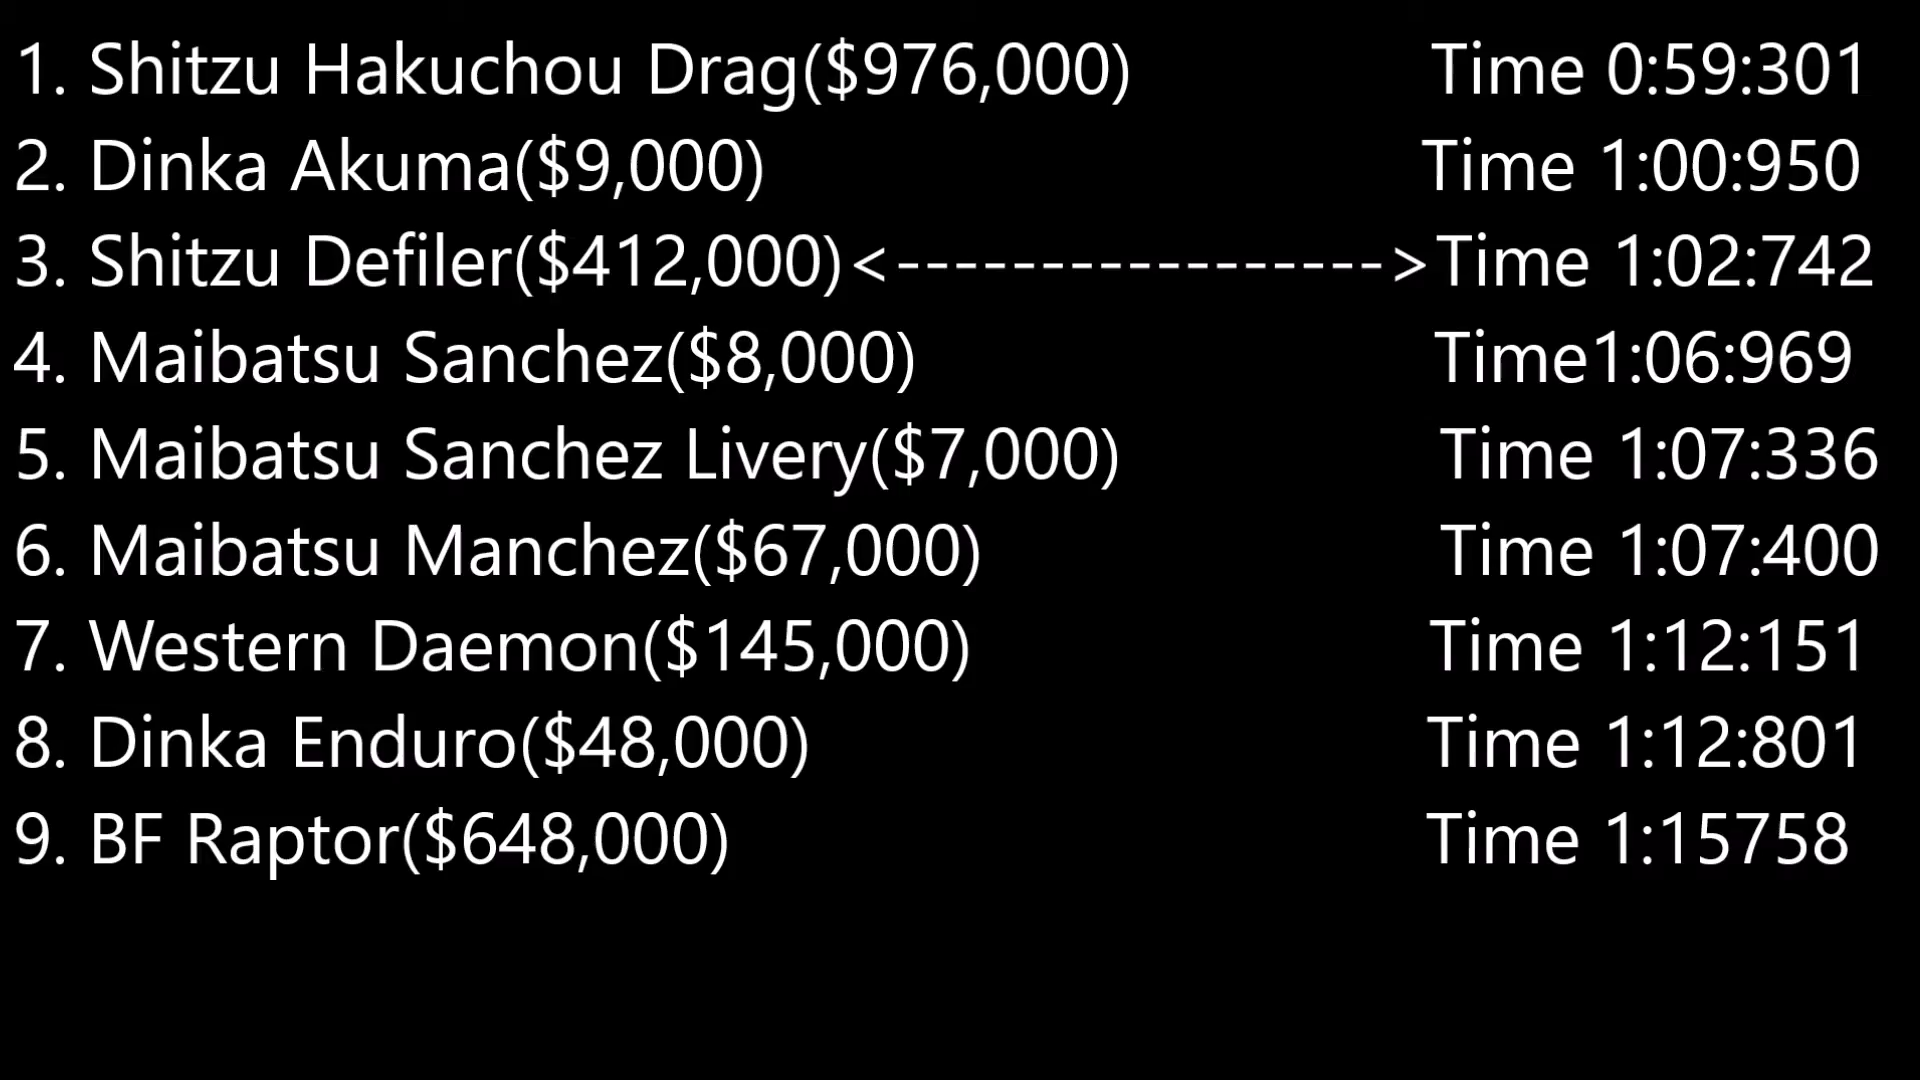 1. Shitzu Hakuchou Drag($976,000) Time 0:59:301
2. Dinka Akuma($9,000) Time 1:00:950
3. Shitzu Defiler($412,000)<----------------->Time 1:02:742
4. Maibatsu Sanchez($8,000) Time1:06:969
5. Maibatsu Sanchez Livery($7,000) Time 1:07:336
6. Maibatsu Manchez($67,000) Time 1:07:400
7. Western Daemon($145,000) Time 1:12:151
8. Dinka Enduro($48,000) Time 1:12:801
9. BF Raptor($648,000) Time 1:15758